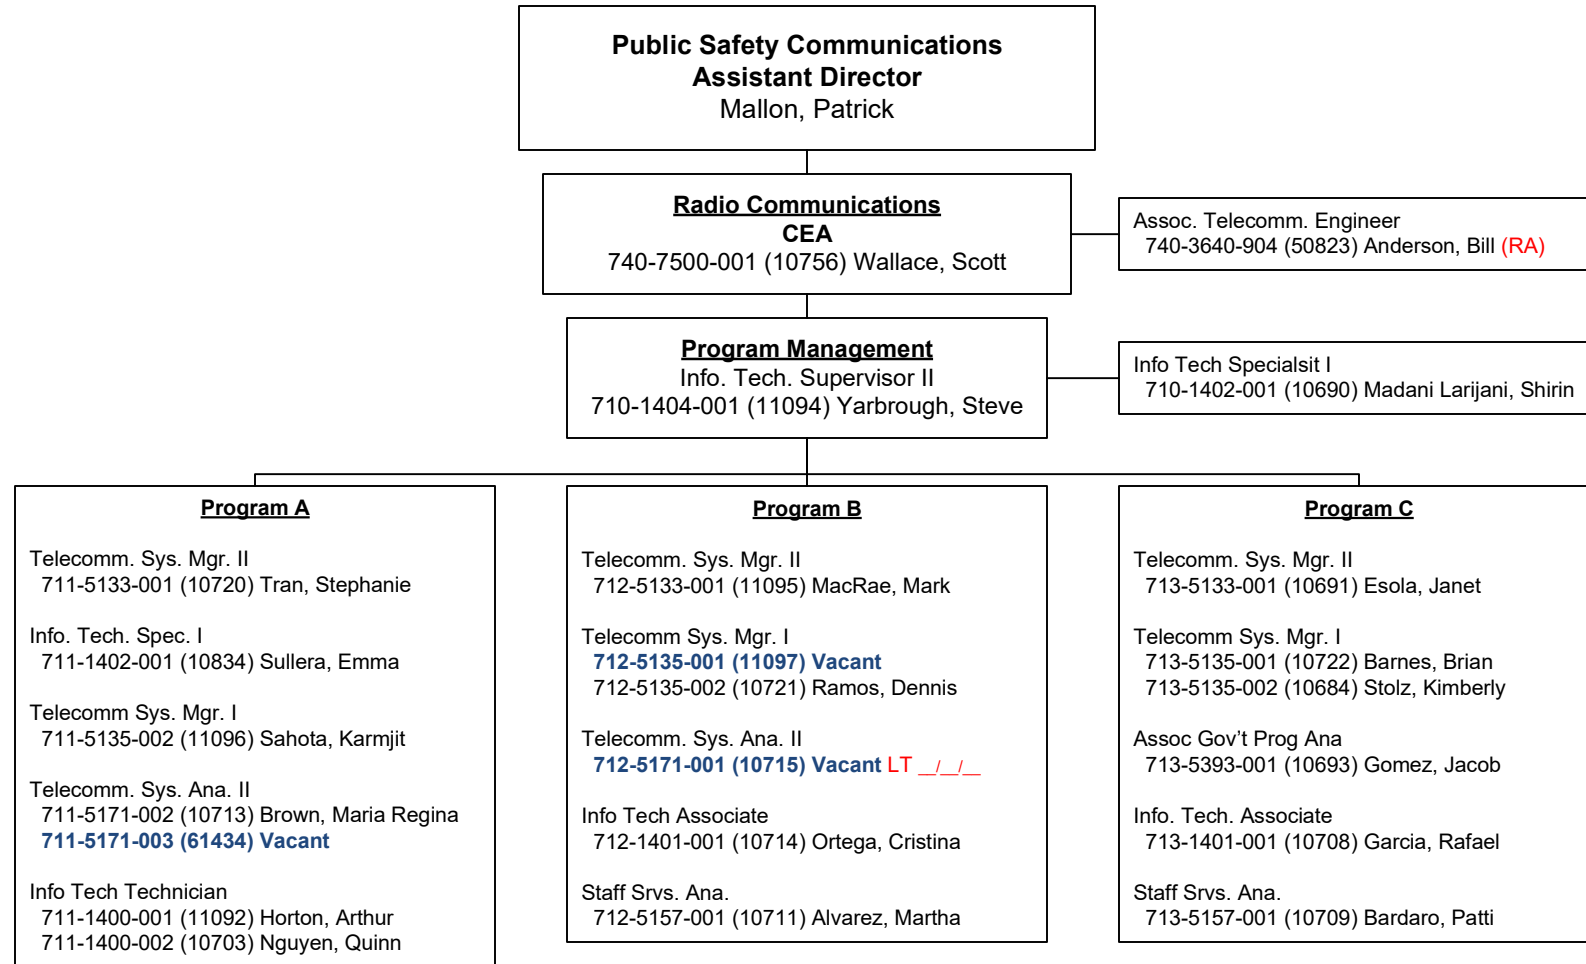 Public Safety Communications
Assistant Director
Mallon, Patrick
Radio Communications
CEA
740-7500-001 (10756) Wallace, Scott
Assoc. Telecomm. Engineer
740-3640-904 (50823) Anderson, Bill (RA)
Program Management
Info. Tech. Supervisor II
710-1404-001 (11094) Yarbrough, Steve
Info Tech Specialsit I
710-1402-001 (10690) Madani Larijani, Shirin
Program A
Telecomm. Sys. Mgr. II
711-5133-001 (10720) Tran, Stephanie
Info. Tech. Spec. I
711-1402-001 (10834) Sullera, Emma
Telecomm Sys. Mgr. I
711-5135-002 (11096) Sahota, Karmjit
Telecomm. Sys. Ana. II
711-5171-002 (10713) Brown, Maria Regina
711-5171-003 (61434) Vacant
Info Tech Technician
711-1400-001 (11092) Horton, Arthur
711-1400-002 (10703) Nguyen, Quinn
Program B
Telecomm. Sys. Mgr. II
712-5133-001 (11095) MacRae, Mark
Telecomm Sys. Mgr. I
712-5135-001 (11097) Vacant
712-5135-002 (10721) Ramos, Dennis
Telecomm. Sys. Ana. II
712-5171-001 (10715) Vacant LT __/__/__
Info Tech Associate
712-1401-001 (10714) Ortega, Cristina
Staff Srvs. Ana.
712-5157-001 (10711) Alvarez, Martha
Program C
Telecomm. Sys. Mgr. II
713-5133-001 (10691) Esola, Janet
Telecomm Sys. Mgr. I
713-5135-001 (10722) Barnes, Brian
713-5135-002 (10684) Stolz, Kimberly
Assoc Gov’t Prog Ana
713-5393-001 (10693) Gomez, Jacob
Info. Tech. Associate
713-1401-001 (10708) Garcia, Rafael
Staff Srvs. Ana.
713-5157-001 (10709) Bardaro, Patti